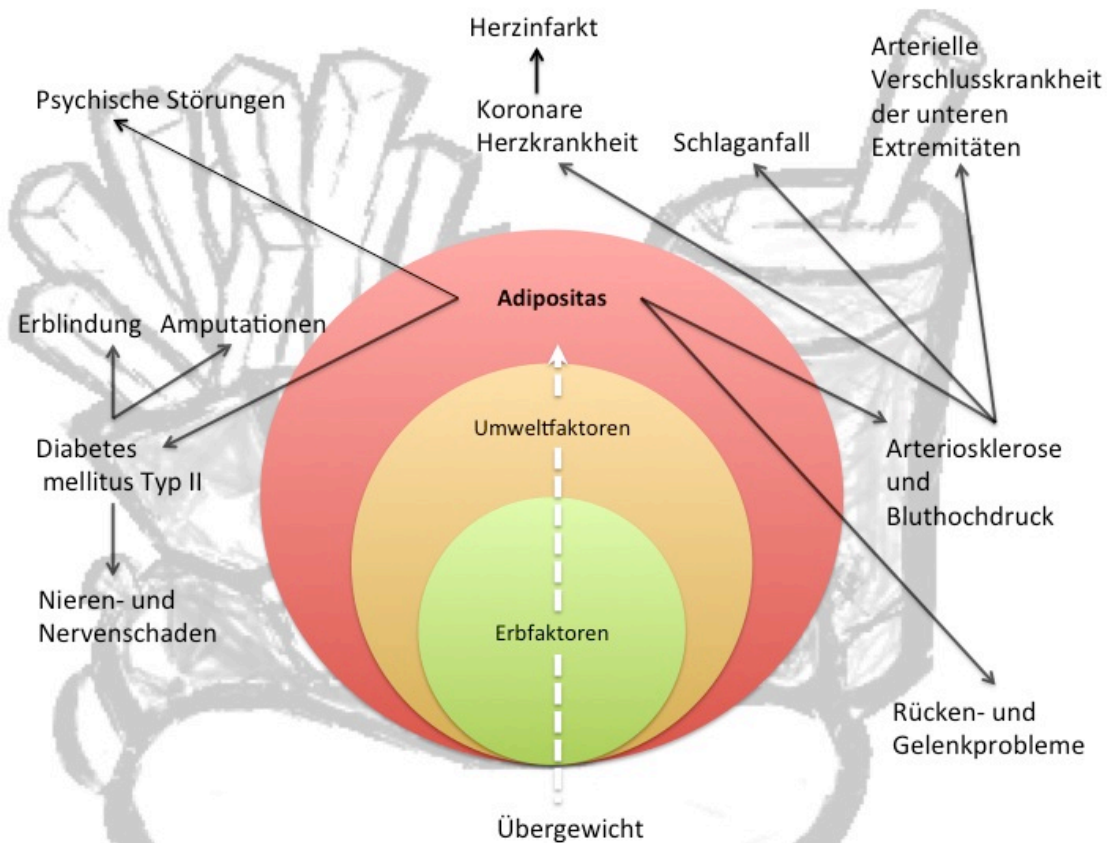 Herzinfarkt
Psychische Störungen
Koronare
Herzkrankheit
Schlaganfall
Arterielle
Verschlusskrankheit
der unteren
Extremitäten
Adipositas
Erblindung
Amputationen
Umweltfaktoren
Diabetes
mellitus Typ II
Arteriosklerose
und
Bluthochdruck
Nieren- und
Nervenschaden
Erbfaktoren
Rücken- und
Gelenkprobleme
Übergewicht